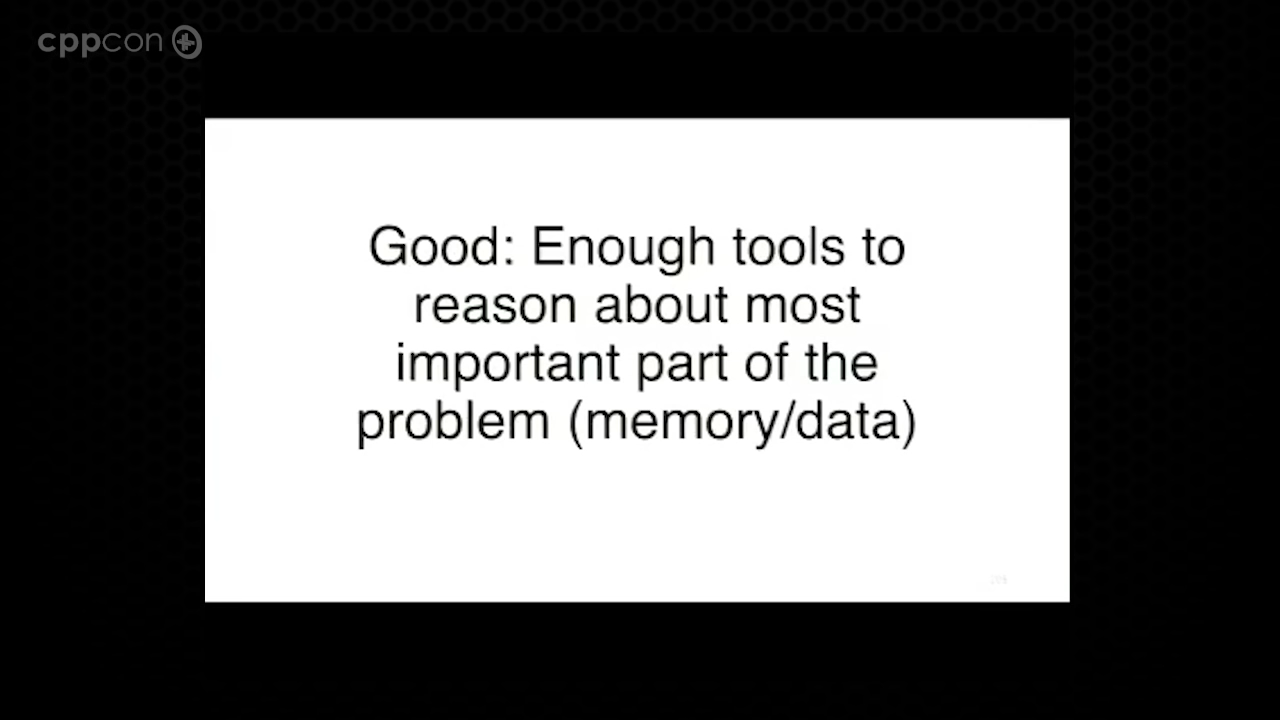 cppcon
Good: Enough tools to
reason about most
important part of the
problem (memory/data)